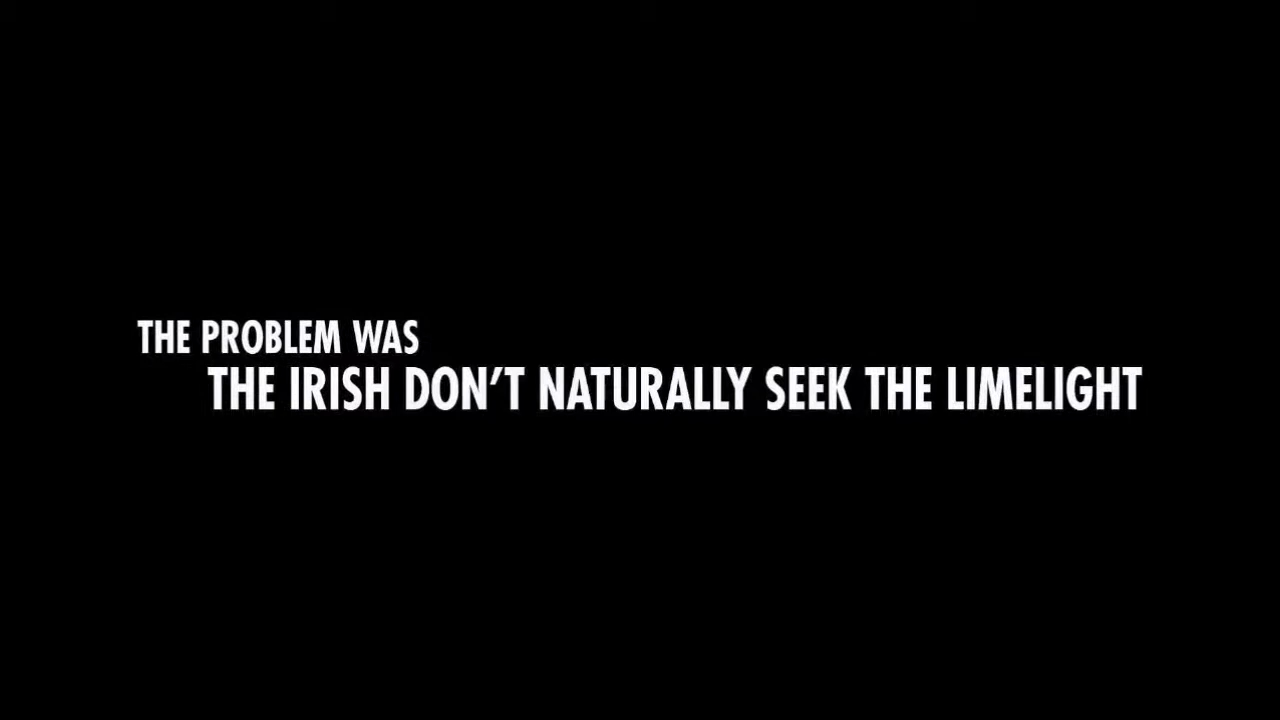 THE PROBLEM WAS
THE IRISH DON’T NATURALLY SEEK THE LIMELIGHT